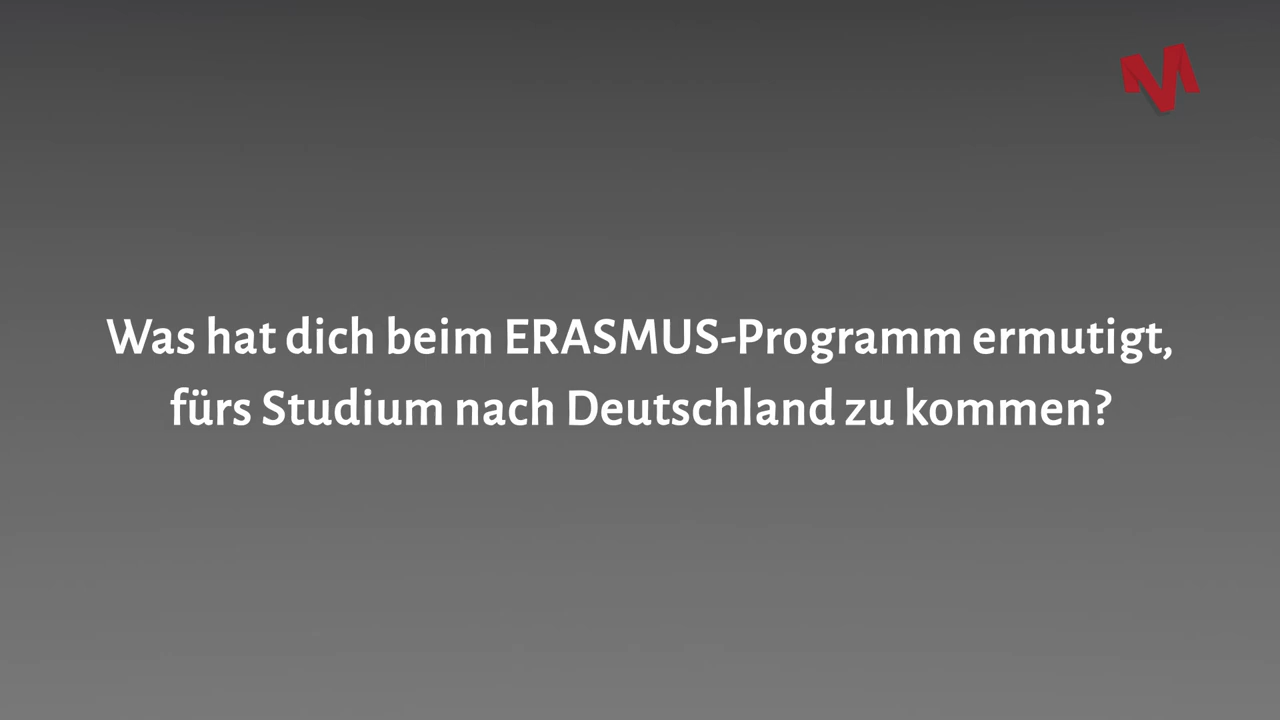 Was hat dich beim ERASMUS-Programm ermutigt,
fürs Studium nach Deutschland zu kommen?